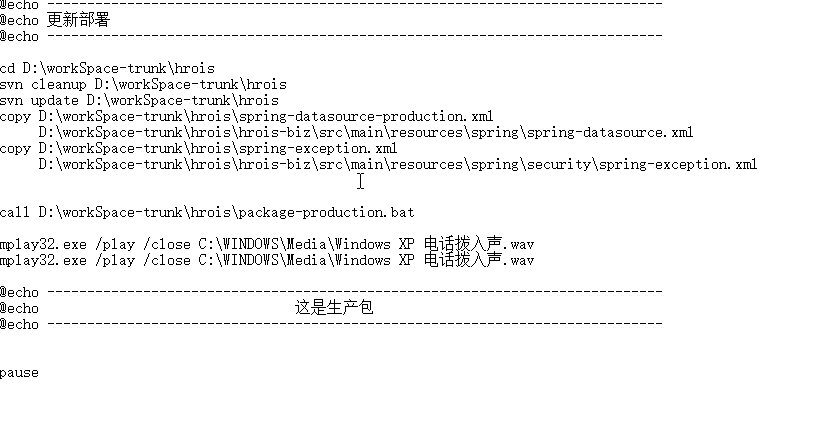 @echo ----------------------------------------------------------------------------
@echo 更新部署
@echo ----------------------------------------------------------------------------
cd D:\workSpace-trunk\hrois
svn cleanup D:\workSpace-trunk\hrois
svn update D:\workSpace-trunk\hrois
copy D:\workSpace-trunk\hrois\spring-datasource-production.xml
D:\workSpace-trunk\hrois\hrois-biz\src\main\resources\spring\spring-datasource.xml
copy D:\workSpace-trunk\hrois\spring-exception.xml
D:\workSpace-trunk\hrois\hrois-biz\src\main\resources\spring\security\spring-exception.xml
call D:\workSpace-trunk\hrois\package-production.bat
mplay32.exe /play /close C:\WINDOWS\Media\Windows XP 电话拨入声.wav
mplay32.exe /play /close C:\WINDOWS\Media\Windows XP 电话拨入声.wav
@echo ----------------------------------------------------------------------------
@echo 这是生产包
@echo ----------------------------------------------------------------------------
pause